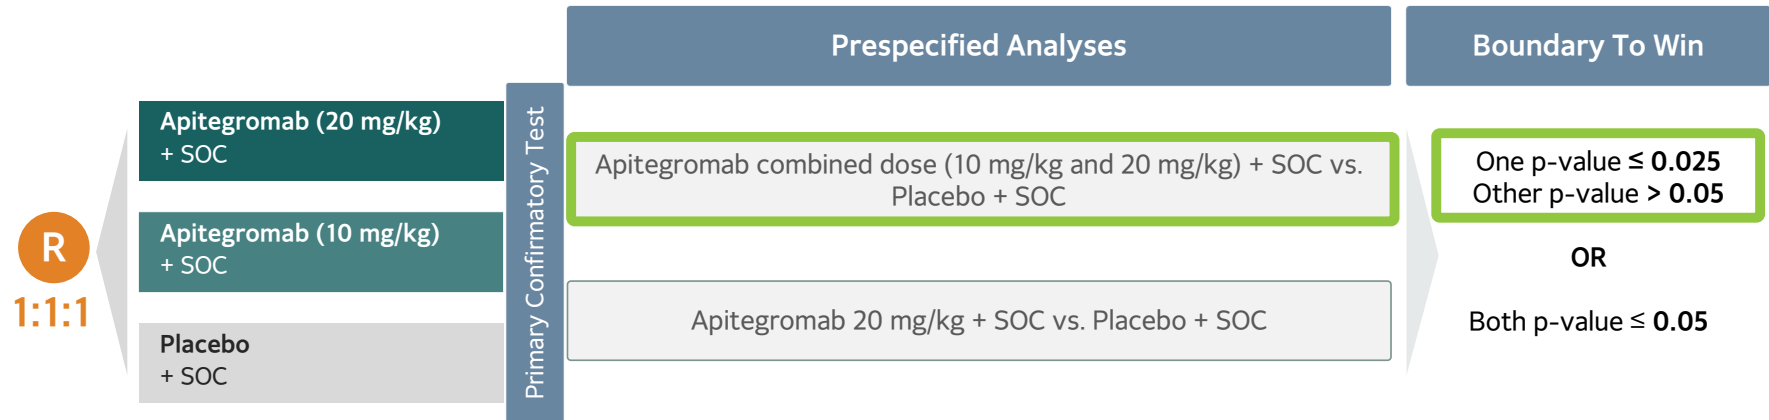 Prespecified Analyses
Boundary To Win
R
1:1:1
Apitegromab (20 mg/kg)
+ SOC
Apitegromab (10 mg/kg)
+ SOC
Placebo
+ SOC
Primary Confirmatory Test
Apitegromab combined dose (10 mg/kg and 20 mg/kg) + SOC vs.
Placebo + SOC
Apitegromab 20 mg/kg + SOC vs. Placebo + SOC
One p-value ≤ 0.025
Other p-value > 0.05
OR
Both p-value ≤ 0.05